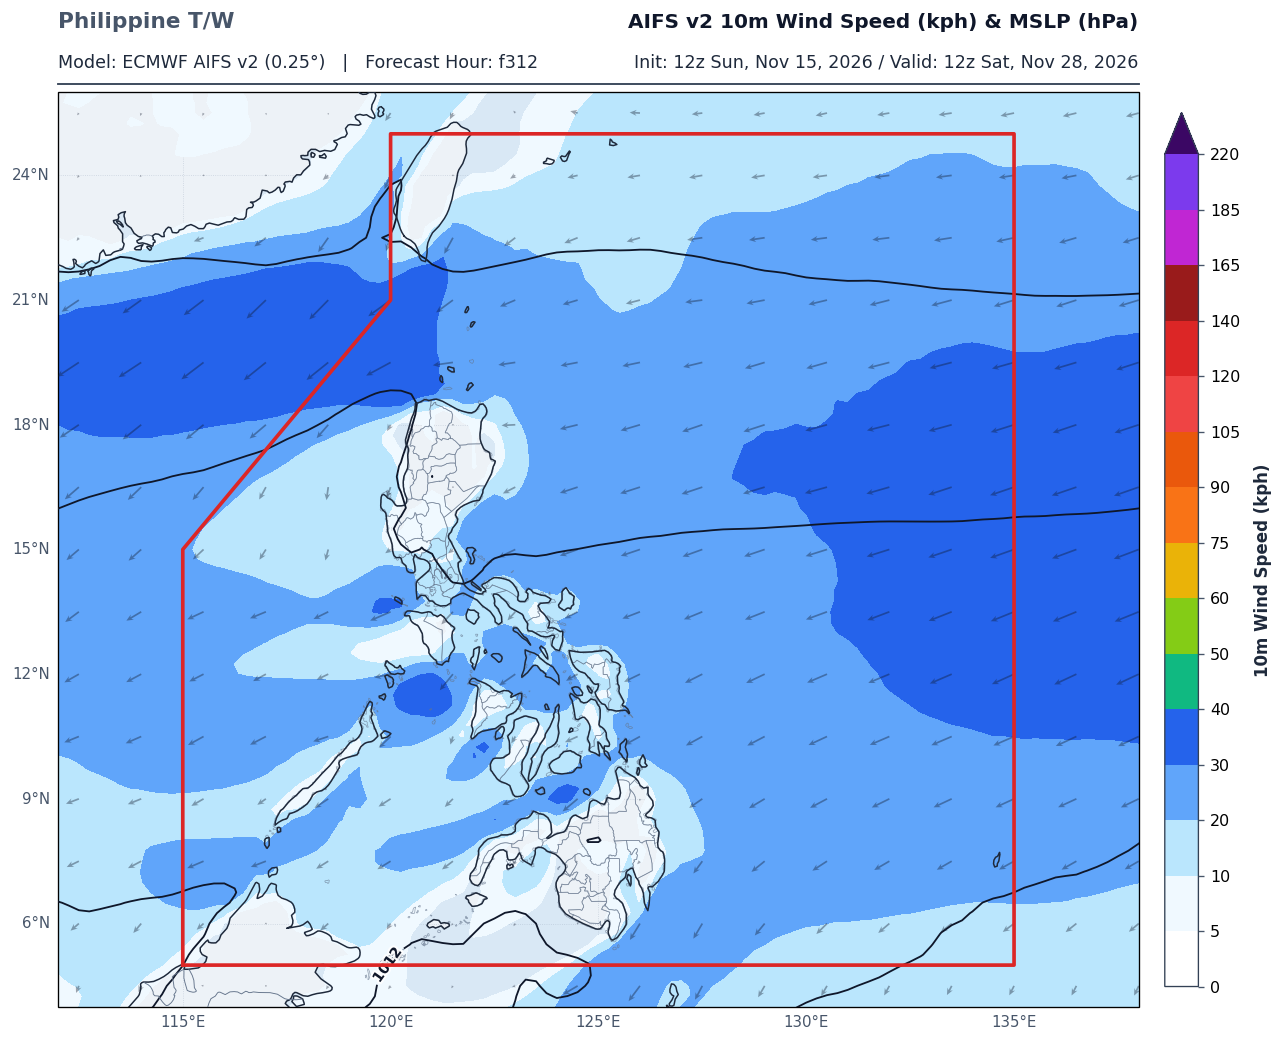 Philippine T/W
AIFS v2 10m Wind Speed (kph) & MSLP (hPa)
Model: ECMWF AIFS v2 (0.25°) | Forecast Hour: f312
Init: 12z Sun, Nov 15, 2026 / Valid: 12z Sat, Nov 28, 2026
24°N
21°N
18°N
15°N
12°N
9°N
6°N
115°E
120°E
125°E
130°E
135°E
1012
220
185
165
140
120
105
90
75
60
50
40
30
20
10
5
0
10m Wind Speed (kph)